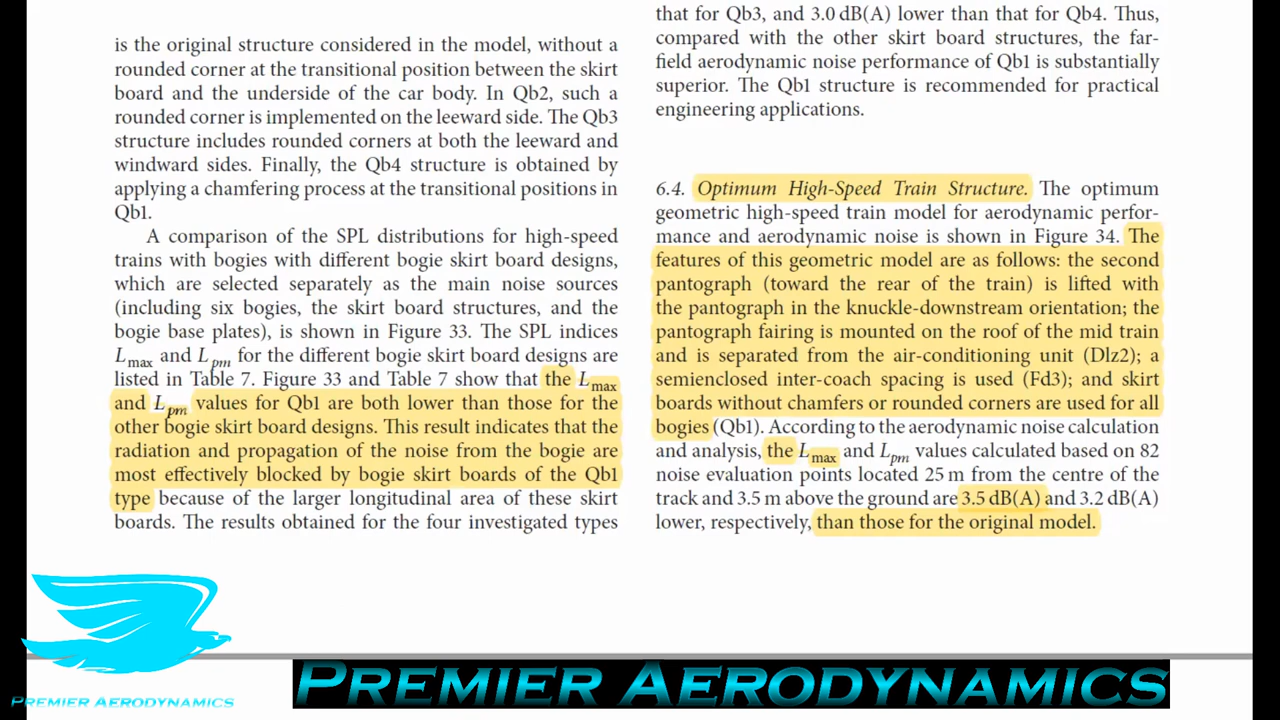 is the original structure considered in the model, without a
rounded corner at the transitional position between the skirt
board and the underside of the car body. In Qb2, such a
rounded corner is implemented on the leeward side. The Qb3
structure includes rounded corners at both the leeward and
windward sides. Finally, the Qb4 structure is obtained by
applying a chamfering process at the transitional positions in
Qb1.
A comparison of the SPL distributions for high-speed
trains with bogies with different bogie skirt board designs,
which are selected separately as the main noise sources
(including six bogies, the skirt board structures, and the
bogie base plates), is shown in Figure 33. The SPL indices
Lmax and Lpm for the different bogie skirt board designs are
listed in Table 7. Figure 33 and Table 7 show that the Lmax
and Lpm values for Qb1 are both lower than those for the
other bogie skirt board designs. This result indicates that the
radiation and propagation of the noise from the bogie are
most effectively blocked by bogie skirt boards of the Qb1
type because of the larger longitudinal area of these skirt
boards. The results obtained for the four investigated types
that for Qb3, and 3.0 dB(A) lower than that for Qb4. Thus,
compared with the other skirt board structures, the far-
field aerodynamic noise performance of Qb1 is substantially
superior. The Qb1 structure is recommended for practical
engineering applications.
6.4. Optimum High-Speed Train Structure. The optimum
geometric high-speed train model for aerodynamic perfor-
mance and aerodynamic noise is shown in Figure 34. The
features of this geometric model are as follows: the second
pantograph (toward the rear of the train) is lifted with
the pantograph in the knuckle-downstream orientation; the
pantograph fairing is mounted on the roof of the mid train
and is separated from the air-conditioning unit (Dlz2); a
semienclosed inter-coach spacing is used (Fd3); and skirt
boards without chamfers or rounded corners are used for all
bogies (Qb1). According to the aerodynamic noise calculation
and analysis, the Lmax and Lpm values calculated based on 82
noise evaluation points located 25 m from the centre of the
track and 3.5 m above the ground are 3.5 dB(A) and 3.2 dB(A)
lower, respectively, than those for the original model.
PREMIER AERODYNAMICS
PREMIER AERODYNAMICS